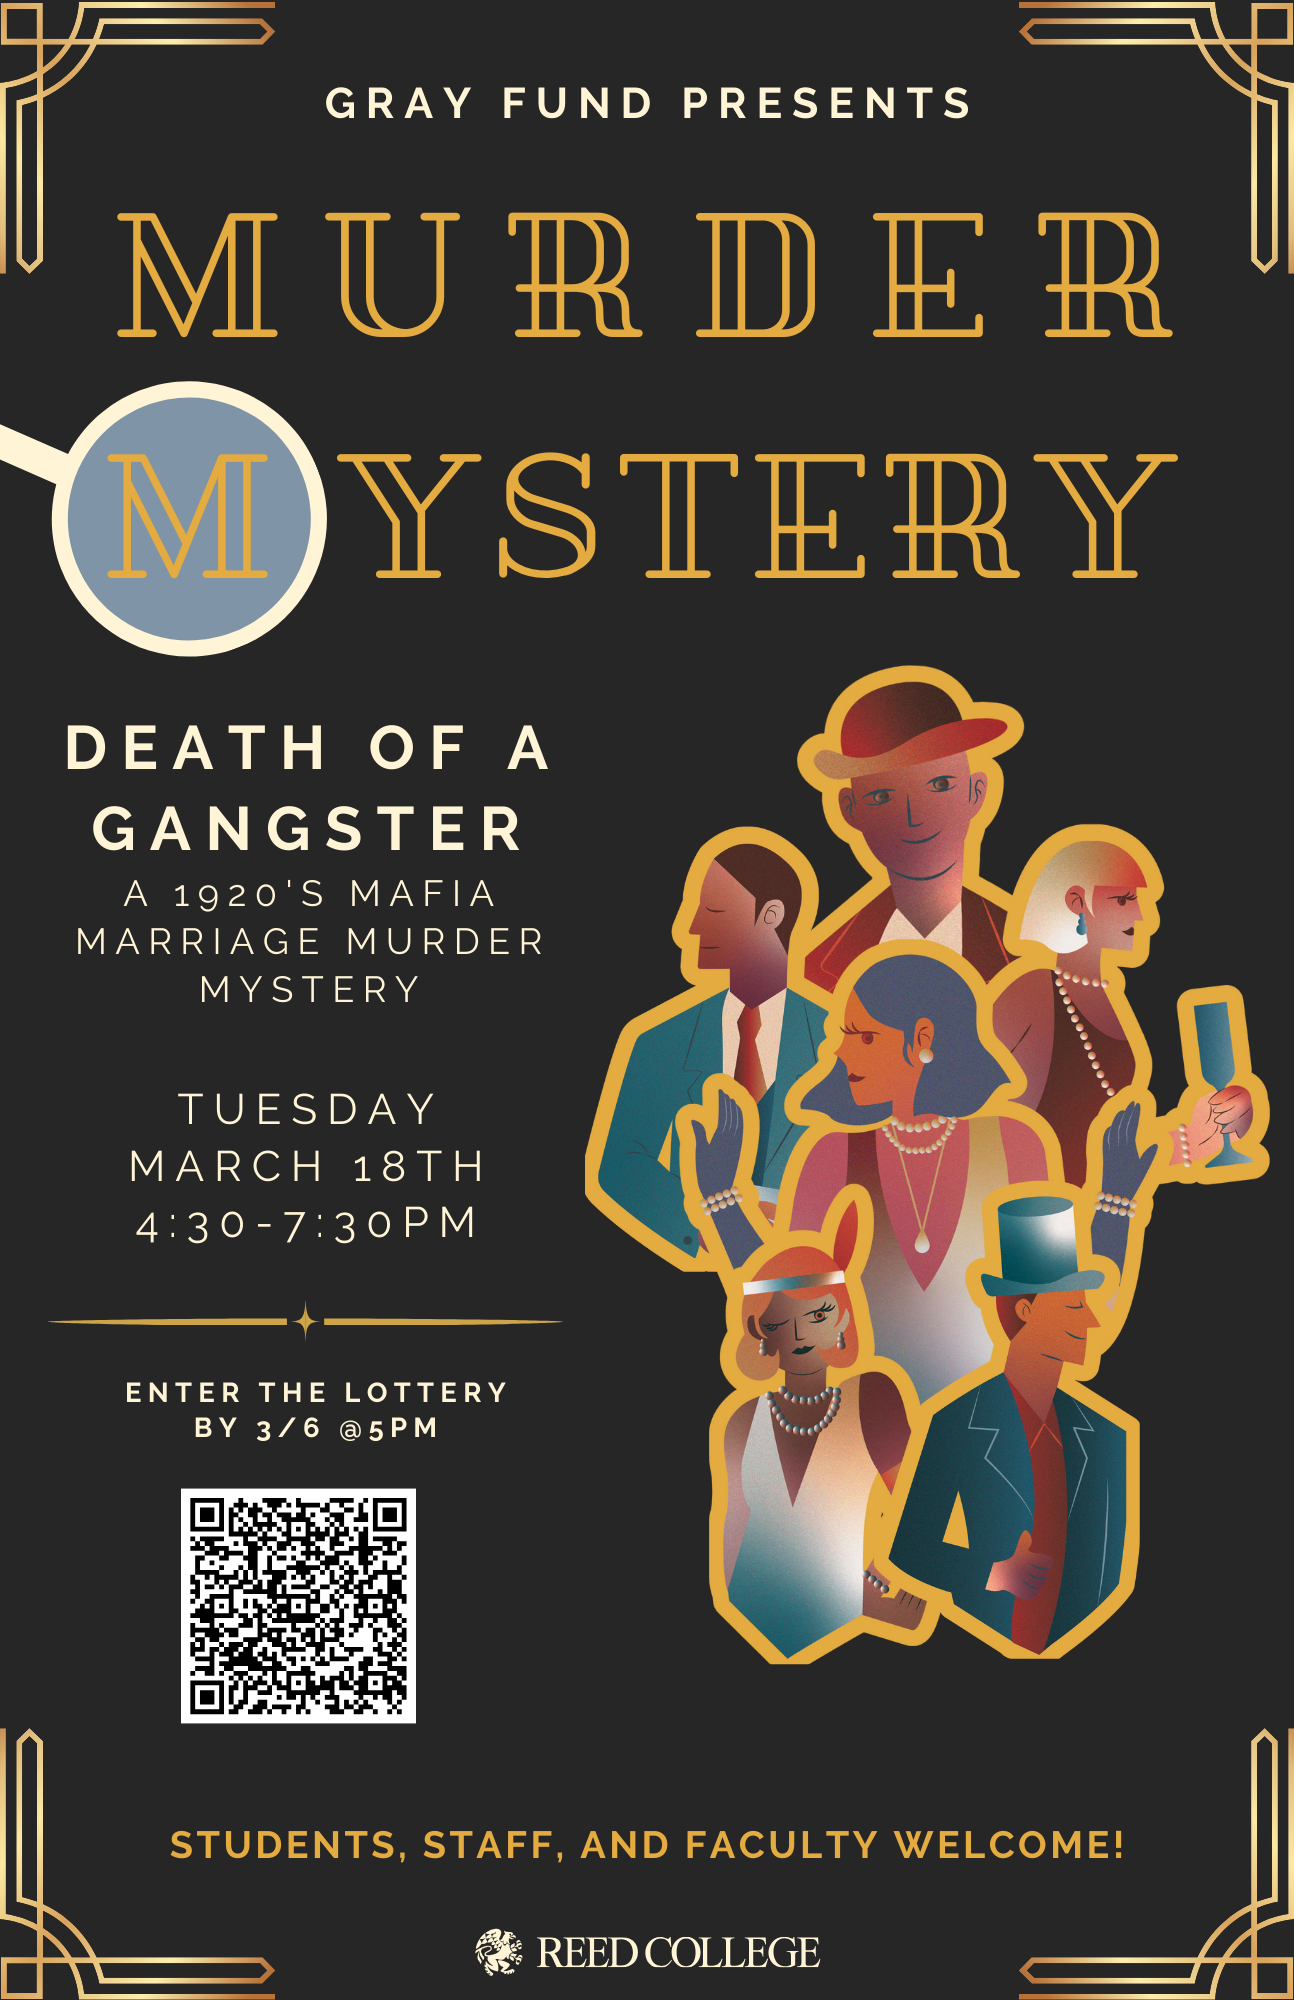 GRAY FUND PRESENTS
MURDER
MYSTERY
DEATH OF A
GANGSTER
A 1920'S MAFIA
MARRIAGE MURDER
MYSTERY
TUESDAY
MARCH 18TH
4:30-7:30PM
ENTER THE LOTTERY
BY 3/6 @5PM
STUDENTS, STAFF, AND FACULTY WELCOME!
REED COLLEGE